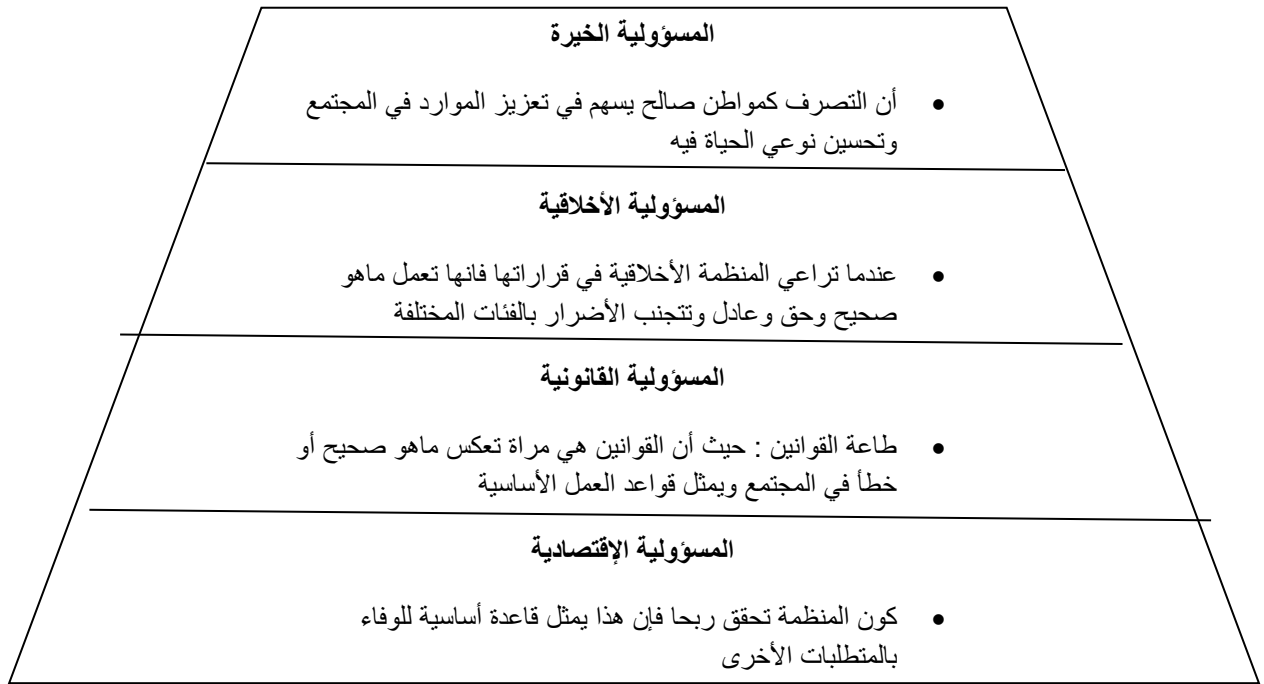 المسؤولية الخيرة
• أن التصرف كمواطن صالح يسهم في تعزيز الموارد في المجتمع
وتحسين نوعي الحياة فيه
المسؤولية الأخلاقية
• عندما تراعي المنظمة الأخلاقية في قراراتها فانها تعمل ماهو
صحيح وحق وعادل وتتجنب الأضرار بالفئات المختلفة
المسؤولية القانونية
• طاعة القوانين : حيث أن القوانين هي مراة تعكس ماهو صحيح أو
خطأ في المجتمع ويمثل قواعد العمل الأساسية
المسؤولية الإقتصادية
• كون المنظمة تحقق ربحا فإن هذا يمثل قاعدة أساسية للوفاء
بالمتطلبات الأخرى